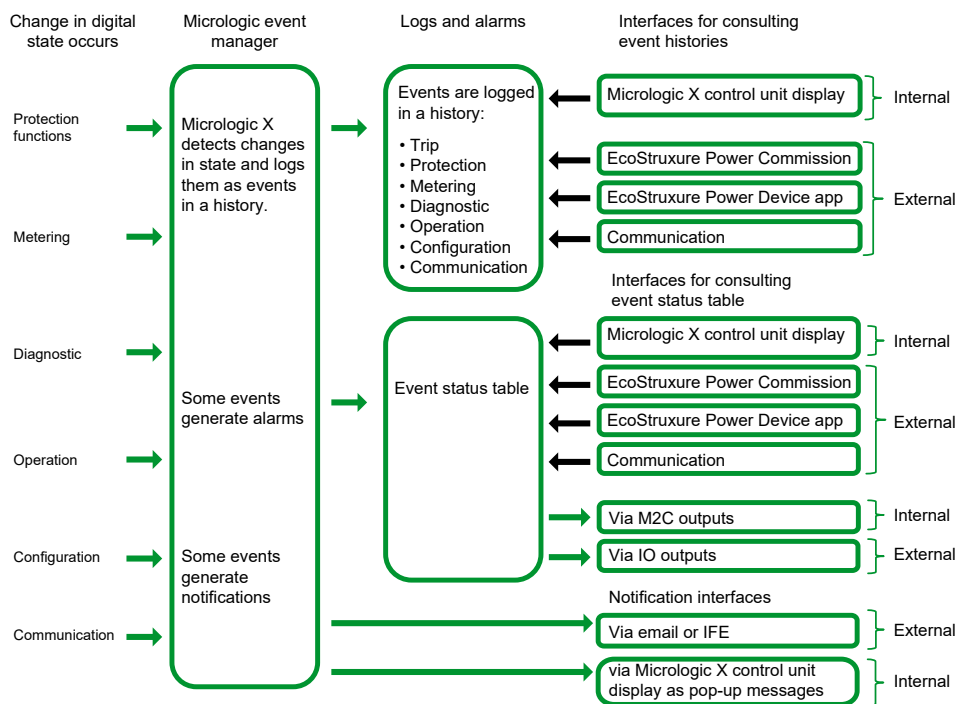 Change in digital
state occurs
Micrologic event
manager
Logs and alarms
Interfaces for consulting
event histories
Protection
functions
Metering
Diagnostic
Operation
Configuration
Communication
Micrologic X
detects changes
in state and logs
them as events
in a history.
Some events
generate alarms
Some events
generate
notifications
Events are logged
in a history:
• Trip
• Protection
• Metering
• Diagnostic
• Operation
• Configuration
• Communication
Event status table
Micrologic X control unit display
Internal
EcoStruxure Power Commission
EcoStruxure Power Device app
Communication
External
Interfaces for consulting
event status table
Micrologic X control unit display
Internal
EcoStruxure Power Commission
EcoStruxure Power Device app
Communication
External
Via M2C outputs
Internal
Via IO outputs
External
Notification interfaces
Via email or IFE
External
via Micrologic X control unit
display as pop-up messages
Internal